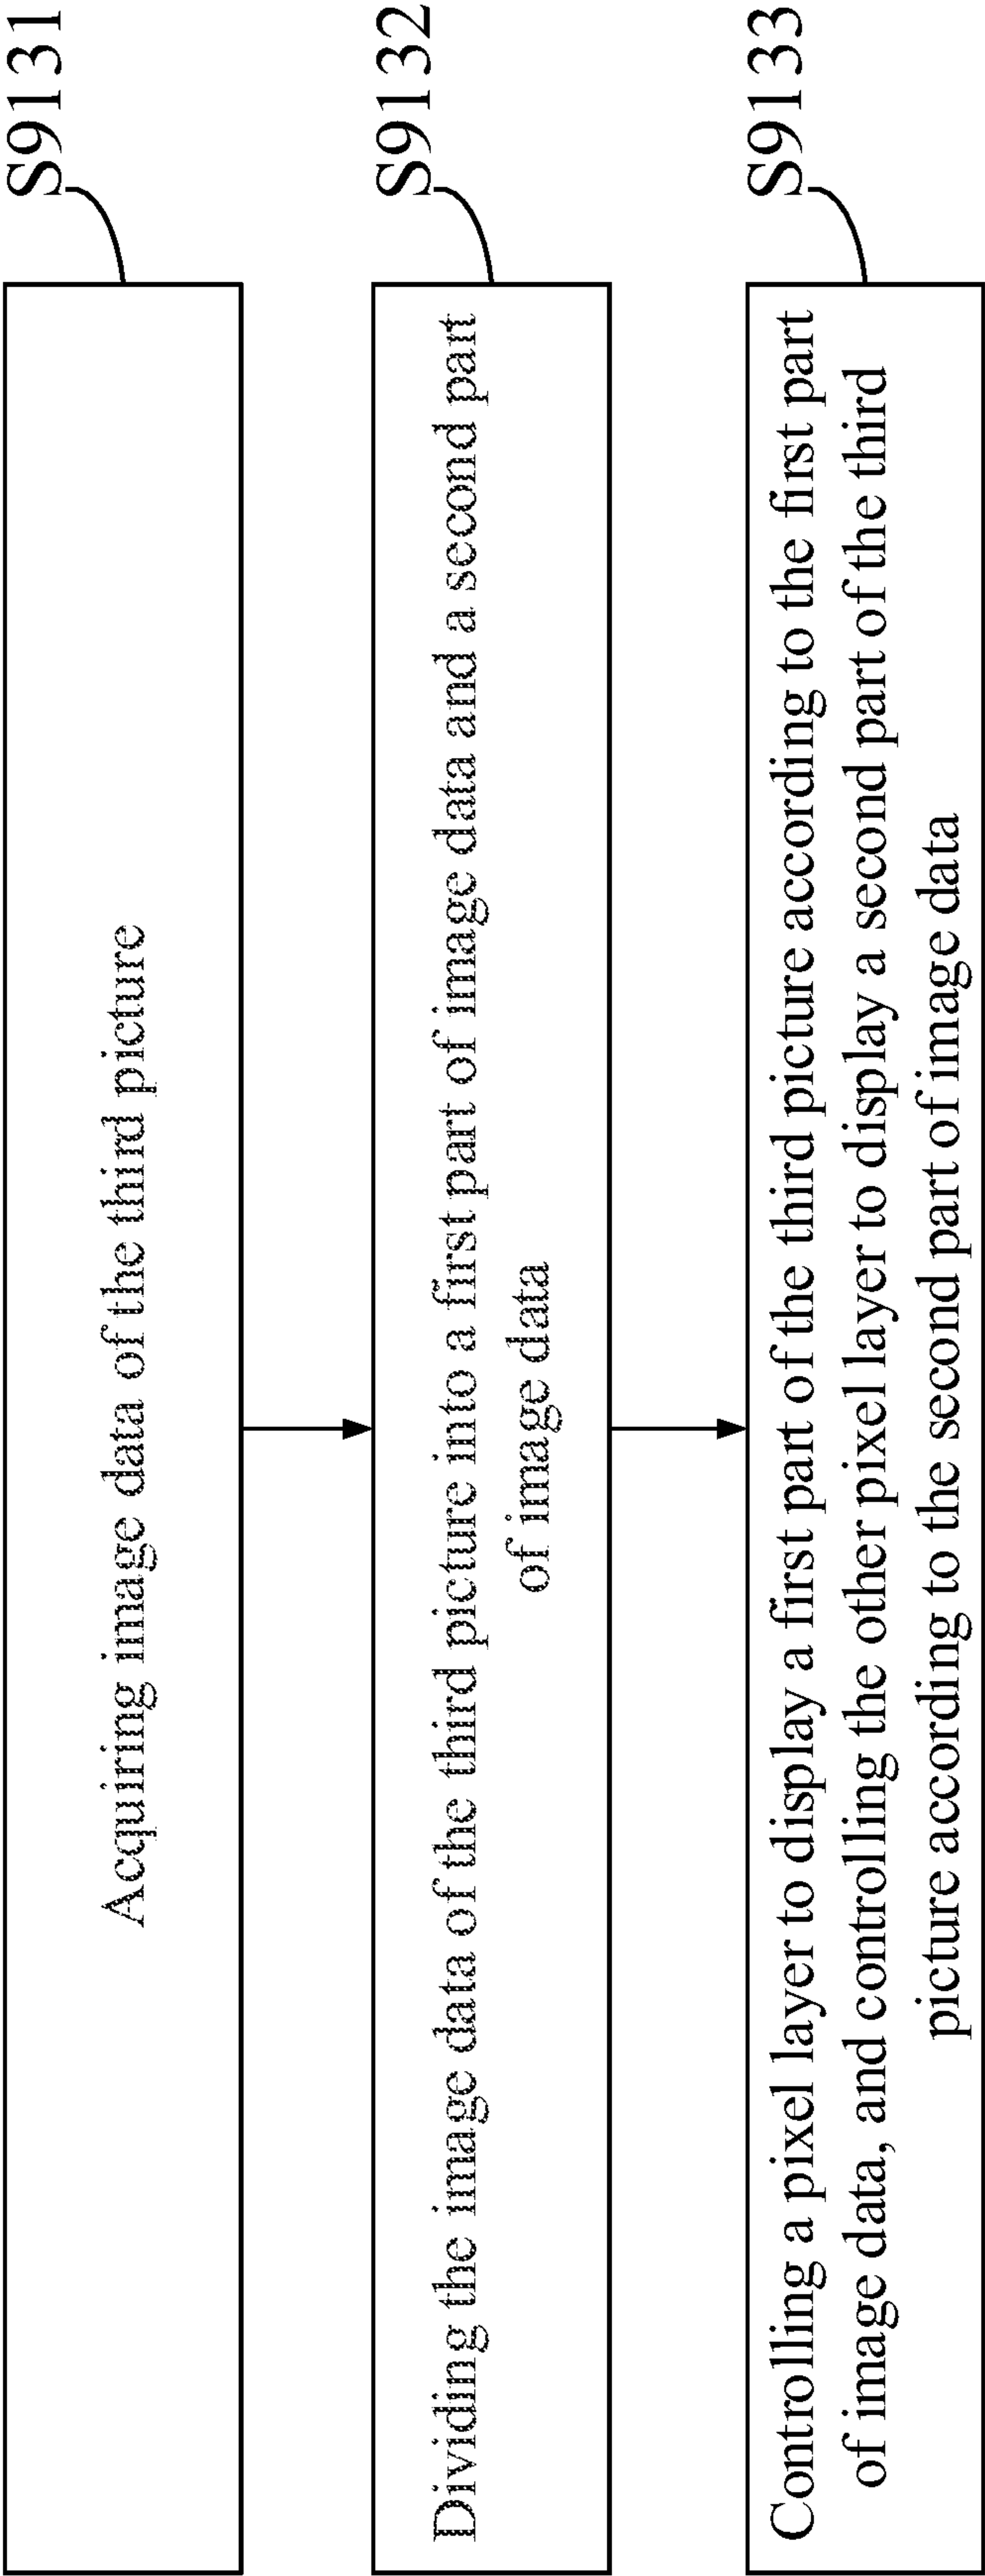 Acquiring image data of the third picture
S9131
Dividing the image data of the third picture into a first part of image data and a second part
of image data
S9132
Controlling a pixel layer to display a first part of the third picture according to the first part
of image data, and controlling the other pixel layer to display a second part of the third
picture according to the second part of image data
S9133